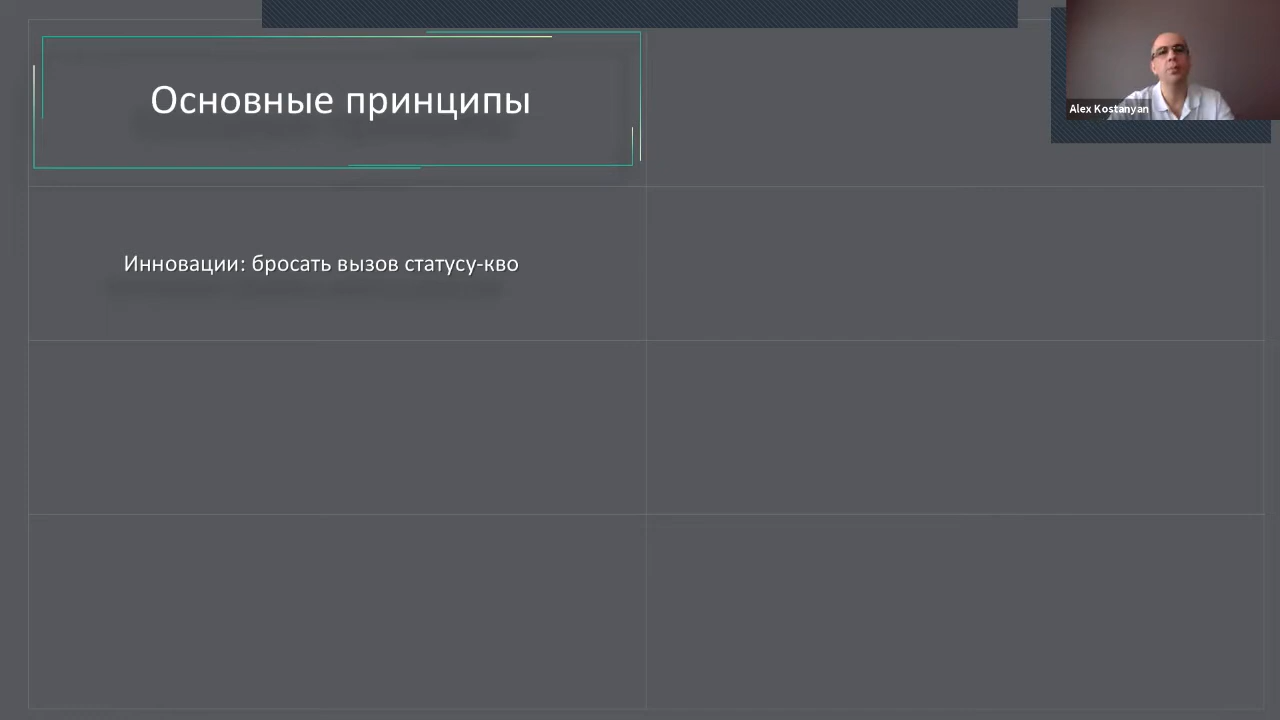 Основные принципы
Alex Kostanyan
Инновации: бросать вызов статусу-кво